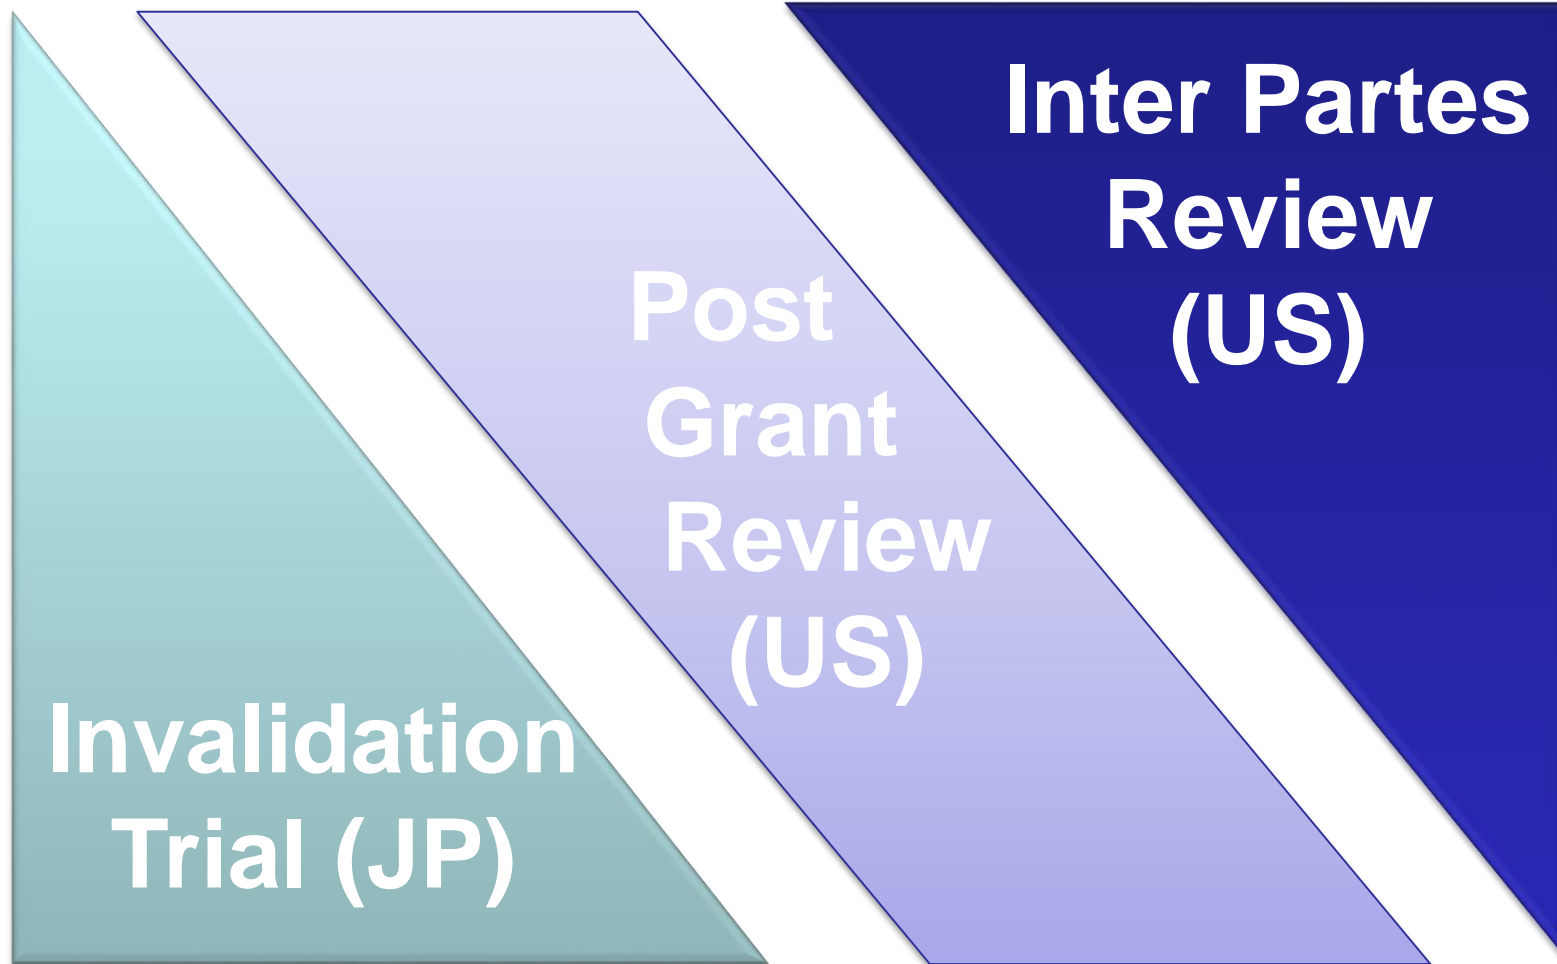 Invalidation
Trial (JP)
Post
Grant
Review
(US)
Inter Partes
Review
(US)